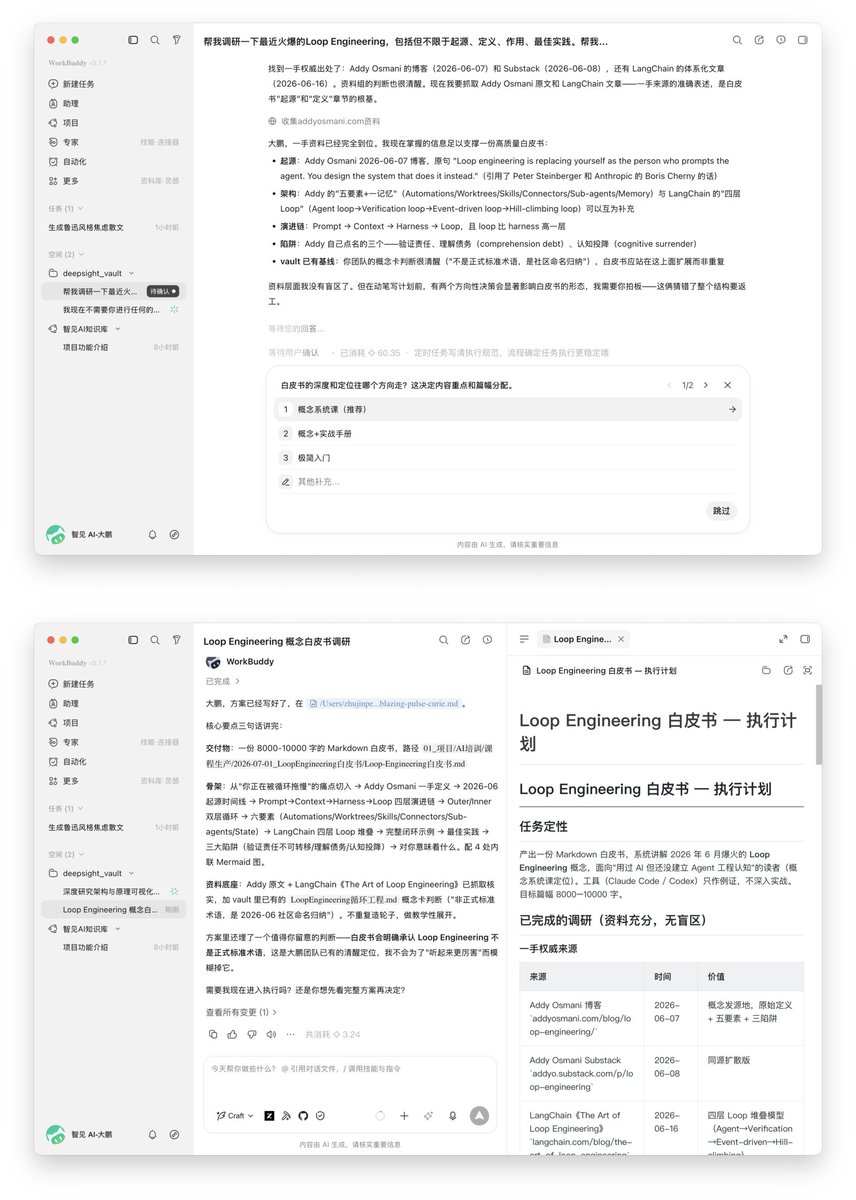 帮我调研一下最近火爆的Loop Engineering，包括但不限于起源、定义、作用、最佳实践。帮我...
WorkBuddy v5.1.7
新建任务
助理
项目
专家 技能·连接器
自动化
更多 资料库·灵感
任务 (1)
生成鲁迅风格焦虑散文 1小时前
空间 (2)
deepsight_vault
帮我调研一下最近火... 待确认
我现在不需要你进行任何的...
智见AI知识库
项目功能介绍 8小时前
智见 AI-大鹏
找到一手权威出处了：Addy Osmani 的博客（2026-06-07）和 Substack（2026-06-08），还有 LangChain 的体系化文章
（2026-06-16）。资料组的判断也很清醒。现在我要抓取 Addy Osmani 原文和 LangChain 文章——一手来源的准确表述，是白皮
书"起源"和"定义"章节的根基。
收集addyosmani.com资料
大鹏，一手资料已经完全到位。我现在掌握的信息足以支撑一份高质量白皮书：
• 起源：Addy Osmani 2026-06-07 博客，原句 "Loop engineering is replacing yourself as the person who prompts the
agent. You design the system that does it instead."（引用了 Peter Steinberger 和 Anthropic 的 Boris Cherny 的话）
• 架构：Addy 的"五要素+一记忆"（Automations/Worktrees/Skills/Connectors/Sub-agents/Memory）与 LangChain 的"四层
Loop"（Agent loop→Verification loop→Event-driven loop→Hill-climbing loop）可以互为补充
• 演进链：Prompt → Context → Harness → Loop，且 loop 比 harness 高一层
• 陷阱：Addy 自己点名的三个——验证责任、理解债务（comprehension debt）、认知投降（cognitive surrender）
• vault 已有基线：你团队的概念卡判断很清醒（"不是正式标准术语，是社区命名归纳"），白皮书应站在这上面扩展而非重复
资料层面我没有盲区了。但在动笔写计划前，有两个方向性决策会显著影响白皮书的形态，我需要你拍板——这俩猜错了整个结构要返
工。
等待您的回答...
等待用户确认 · 已消耗 60.35 · 定时任务写清执行规范，流程确定任务执行更稳定哦
白皮书的深度和定位往哪个方向走？这决定内容重点和篇幅分配。 1/2
1 概念系统课（推荐）
2 概念+实战手册
3 极简入门
其他补充...
跳过
内容由 AI 生成，请核实重要信息
WorkBuddy v5.1.7
新建任务
助理
项目
专家 技能·连接器
自动化
更多 资料库·灵感
任务 (1)
生成鲁迅风格焦虑散文 1小时前
空间 (2)
deepsight_vault
深度研究架构与原理可视化...
Loop Engineering 概念白... 刚刚
智见AI知识库
项目功能介绍 8小时前
智见 AI-大鹏
Loop Engineering 概念白皮书调研
WorkBuddy
已完成
大鹏，方案已经写好了，在 /Users/zhujinpe...blazing-pulse-curie.md 。
核心要点三句话讲完：
交付物：一份 8000-10000 字的 Markdown 白皮书，路径 01_项目/AI培训/课
程生产/2026-07-01_LoopEngineering白皮书/Loop-Engineering白皮书.md
骨架：从"你正在被循环拖慢"的痛点切入 → Addy 一手定义 → 2026-06
起源时间线 → Prompt→Context→Harness→Loop 四层演进链 → Outer/Inner
双层循环 → 六要素（Automations/Worktrees/Skills/Connectors/Sub-
agents/State）→ LangChain 四层 Loop 堆叠 → 完整闭环示例 → 最佳实践 →
三大陷阱（验证责任不可转移/理解债务/认知投降）→ 对你意味着什么。配 4 处内
联 Mermaid 图。
资料底座：Addy 原文 + LangChain《The Art of Loop Engineering》已抓取核
实，加 vault 里已有的 LoopEngineering循环工程.md 概念卡判断（"非正式标准
术语，是 2026-06 社区命名归纳"）。不重复造轮子，做教学性展开。
方案里还埋了一个值得你留意的判断——白皮书会明确承认 Loop Engineering 不
是正式标准术语，这是大鹏团队已有的清醒定位，我不会为了"听起来更厉害"而模
糊掉它。
需要我现在进入执行吗？还是你想先看完整方案再决定？
查看所有变更 (1)
共消耗 3.24
今天帮你做些什么？ @ 引用对话文件，/ 调用技能与指令
Craft
内容由 AI 生成，请核实重要信息
Loop Engine...
Loop Engineering 白皮书 — 执行计划
Loop Engineering 白皮书 — 执行计
划
Loop Engineering 白皮书 — 执行计划
任务定性
产出一份 Markdown 白皮书，系统讲解 2026 年 6 月爆火的 Loop
Engineering 概念，面向"用过 AI 但还没建立 Agent 工程认知"的读者（概
念系统课定位）。工具（Claude Code / Codex）只作例证，不深入实战。
目标篇幅 8000–10000 字。
已完成的调研（资料充分，无盲区）
一手权威来源
来源 时间 价值
Addy Osmani 博客
`addyosmani.com/blog/lo
op-engineering/`
2026-
06-07
概念发源地，原始定义
+ 五要素 + 三陷阱
Addy Osmani Substack
`addyo.substack.com/p/lo
op-engineering`
2026-
06-08
同源扩散版
LangChain《The Art of
Loop Engineering》
`langchain.com/blog/the-
art-of-loop-engineering`
2026-
06-16
四层 Loop 堆叠模型
（Agent→Verification
→Event-driven→Hill-
climbing）